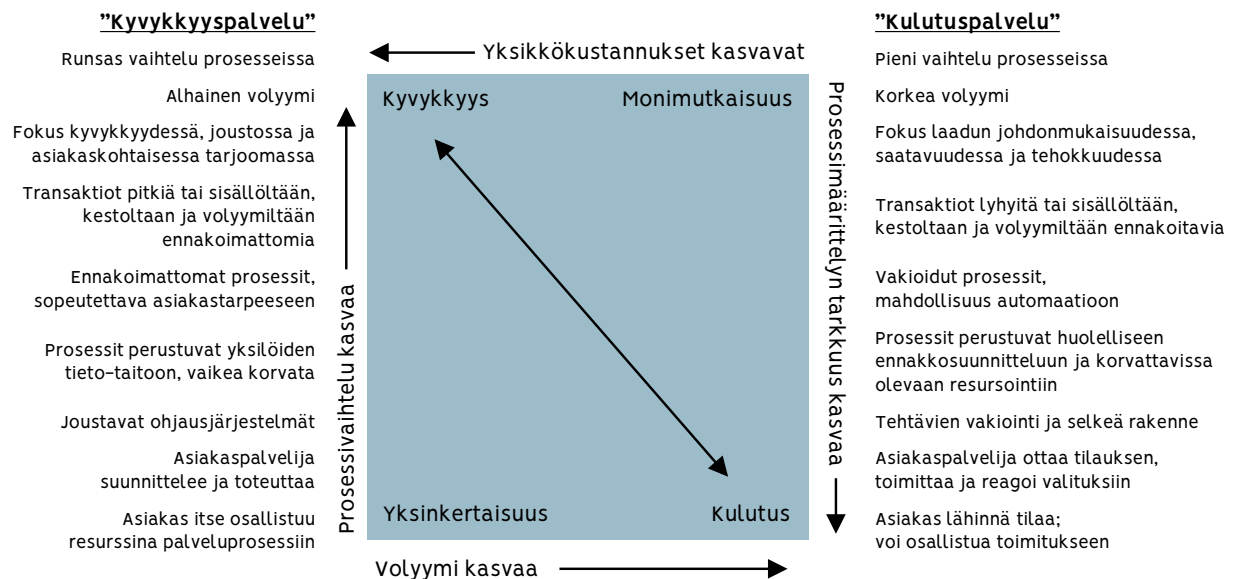 "Kyvykkyyspalvelu"
Runsas vaihtelu prosesseissa
Alhainen volyymi
Fokus kyvykkyydessä, joustossa ja
asiakaskohtaisessa tarjoomassa
Transaktiot pitkiä tai sisällöltään,
kestoltaan ja volyymiltään
ennakoimattomia
Ennakoimattomat prosessit,
sopeutettava asiakastarpeeseen
Prosessit perustuvat yksilöiden
tieto-taitoon, vaikea korvata
Joustavat ohjausjärjestelmät
Asiakaspalvelija
suunnittelee ja toteuttaa
Asiakas itse osallistuu
resurssina palveluprosessiin
Yksikkökustannukset kasvavat
Prosessivaihtelu kasvaa
Kyvykkyys
Monimutkaisuus
Yksinkertaisuus
Kulutus
Prosessimäärittelyn tarkkuus kasvaa
Volyymi kasvaa
"Kulutuspalvelu"
Pieni vaihtelu prosesseissa
Korkea volyymi
Fokus laadun johdonmukaisuudessa,
saatavuudessa ja tehokkuudessa
Transaktiot lyhyitä tai sisällöltään,
kestoltaan ja volyymiltään ennakoitavia
Vakioidut prosessit,
mahdollisuus automaatioon
Prosessit perustuvat huolelliseen
ennakkosuunnitteluun ja korvattavissa
olevaan resursointiin
Tehtävien vakiointi ja selkeä rakenne
Asiakaspalvelija ottaa tilauksen,
toimittaa ja reagoi valituksiin
Asiakas lähinnä tilaa;
voi osallistua toimitukseen